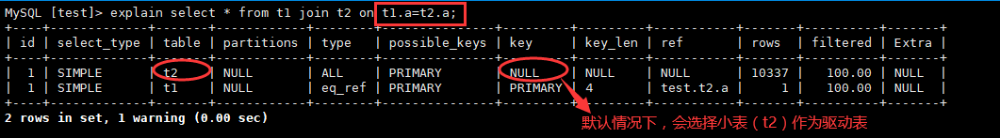 MySQL [test]> explain select * from t1 join t2 on t1.a=t2.a;
+----+-------------+-------+------------+--------+---------------+---------+---------+-----------+-------+----------+-------+
| id | select_type | table | partitions | type   | possible_keys | key     | key_len | ref       | rows  | filtered | Extra |
+----+-------------+-------+------------+--------+---------------+---------+---------+-----------+-------+----------+-------+
|  1 | SIMPLE      | t2    | NULL       | ALL    | PRIMARY       | NULL    | NULL    | NULL      | 10337 |   100.00 | NULL  |
|  1 | SIMPLE      | t1    | NULL       | eq_ref | PRIMARY       | PRIMARY | 4       | test.t2.a |     1 |   100.00 | NULL  |
+----+-------------+-------+------------+--------+---------------+---------+---------+-----------+-------+----------+-------+
2 rows in set, 1 warning (0.00 sec)
默认情况下，会选择小表（t2）作为驱动表